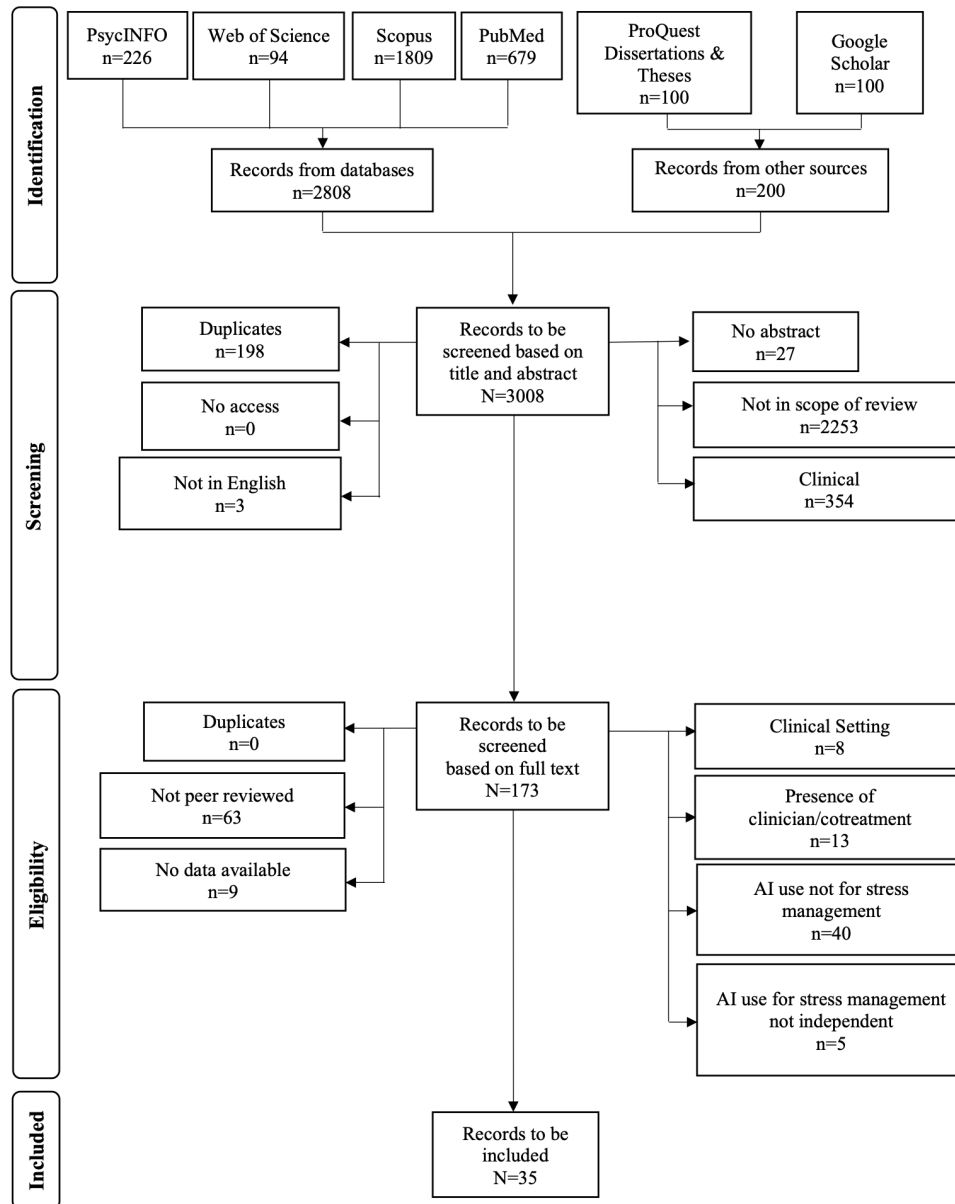 Identification
PsycINFO
n=226
Web of Science
n=94
Scopus
n=1809
PubMed
n=679
ProQuest
Dissertations &
Theses
n=100
Google
Scholar
n=100
Records from databases
n=2808
Records from other sources
n=200
Screening
Duplicates
n=198
No access
n=0
Not in English
n=3
Records to be
screened based on
title and abstract
N=3008
No abstract
n=27
Not in scope of review
n=2253
Clinical
n=354
Eligibility
Duplicates
n=0
Not peer reviewed
n=63
No data available
n=9
Records to be
screened
based on full text
N=173
Clinical Setting
n=8
Presence of
clinician/cotreatment
n=13
AI use not for stress
management
n=40
AI use for stress management
not independent
n=5
Included
Records to be
included
N=35